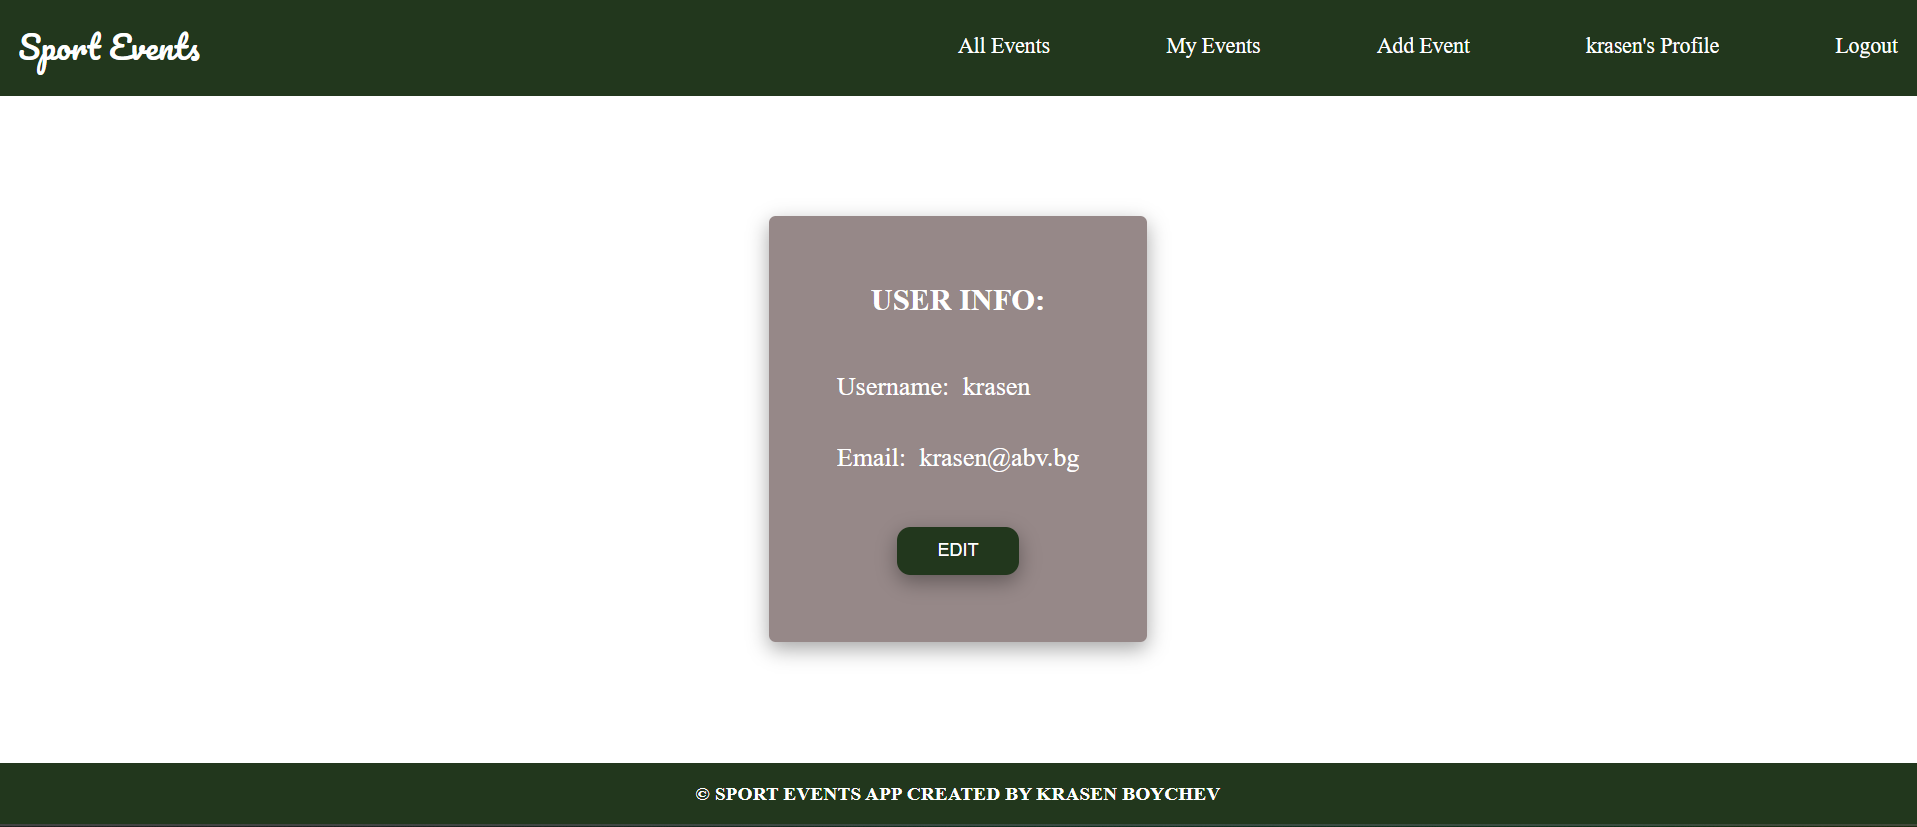 Sport Events
All Events My Events Add Event krasen's Profile Logout
USER INFO:
Username: krasen
Email: krasen@abv.bg
EDIT
© SPORT EVENTS APP CREATED BY KRASEN BOYCHEV